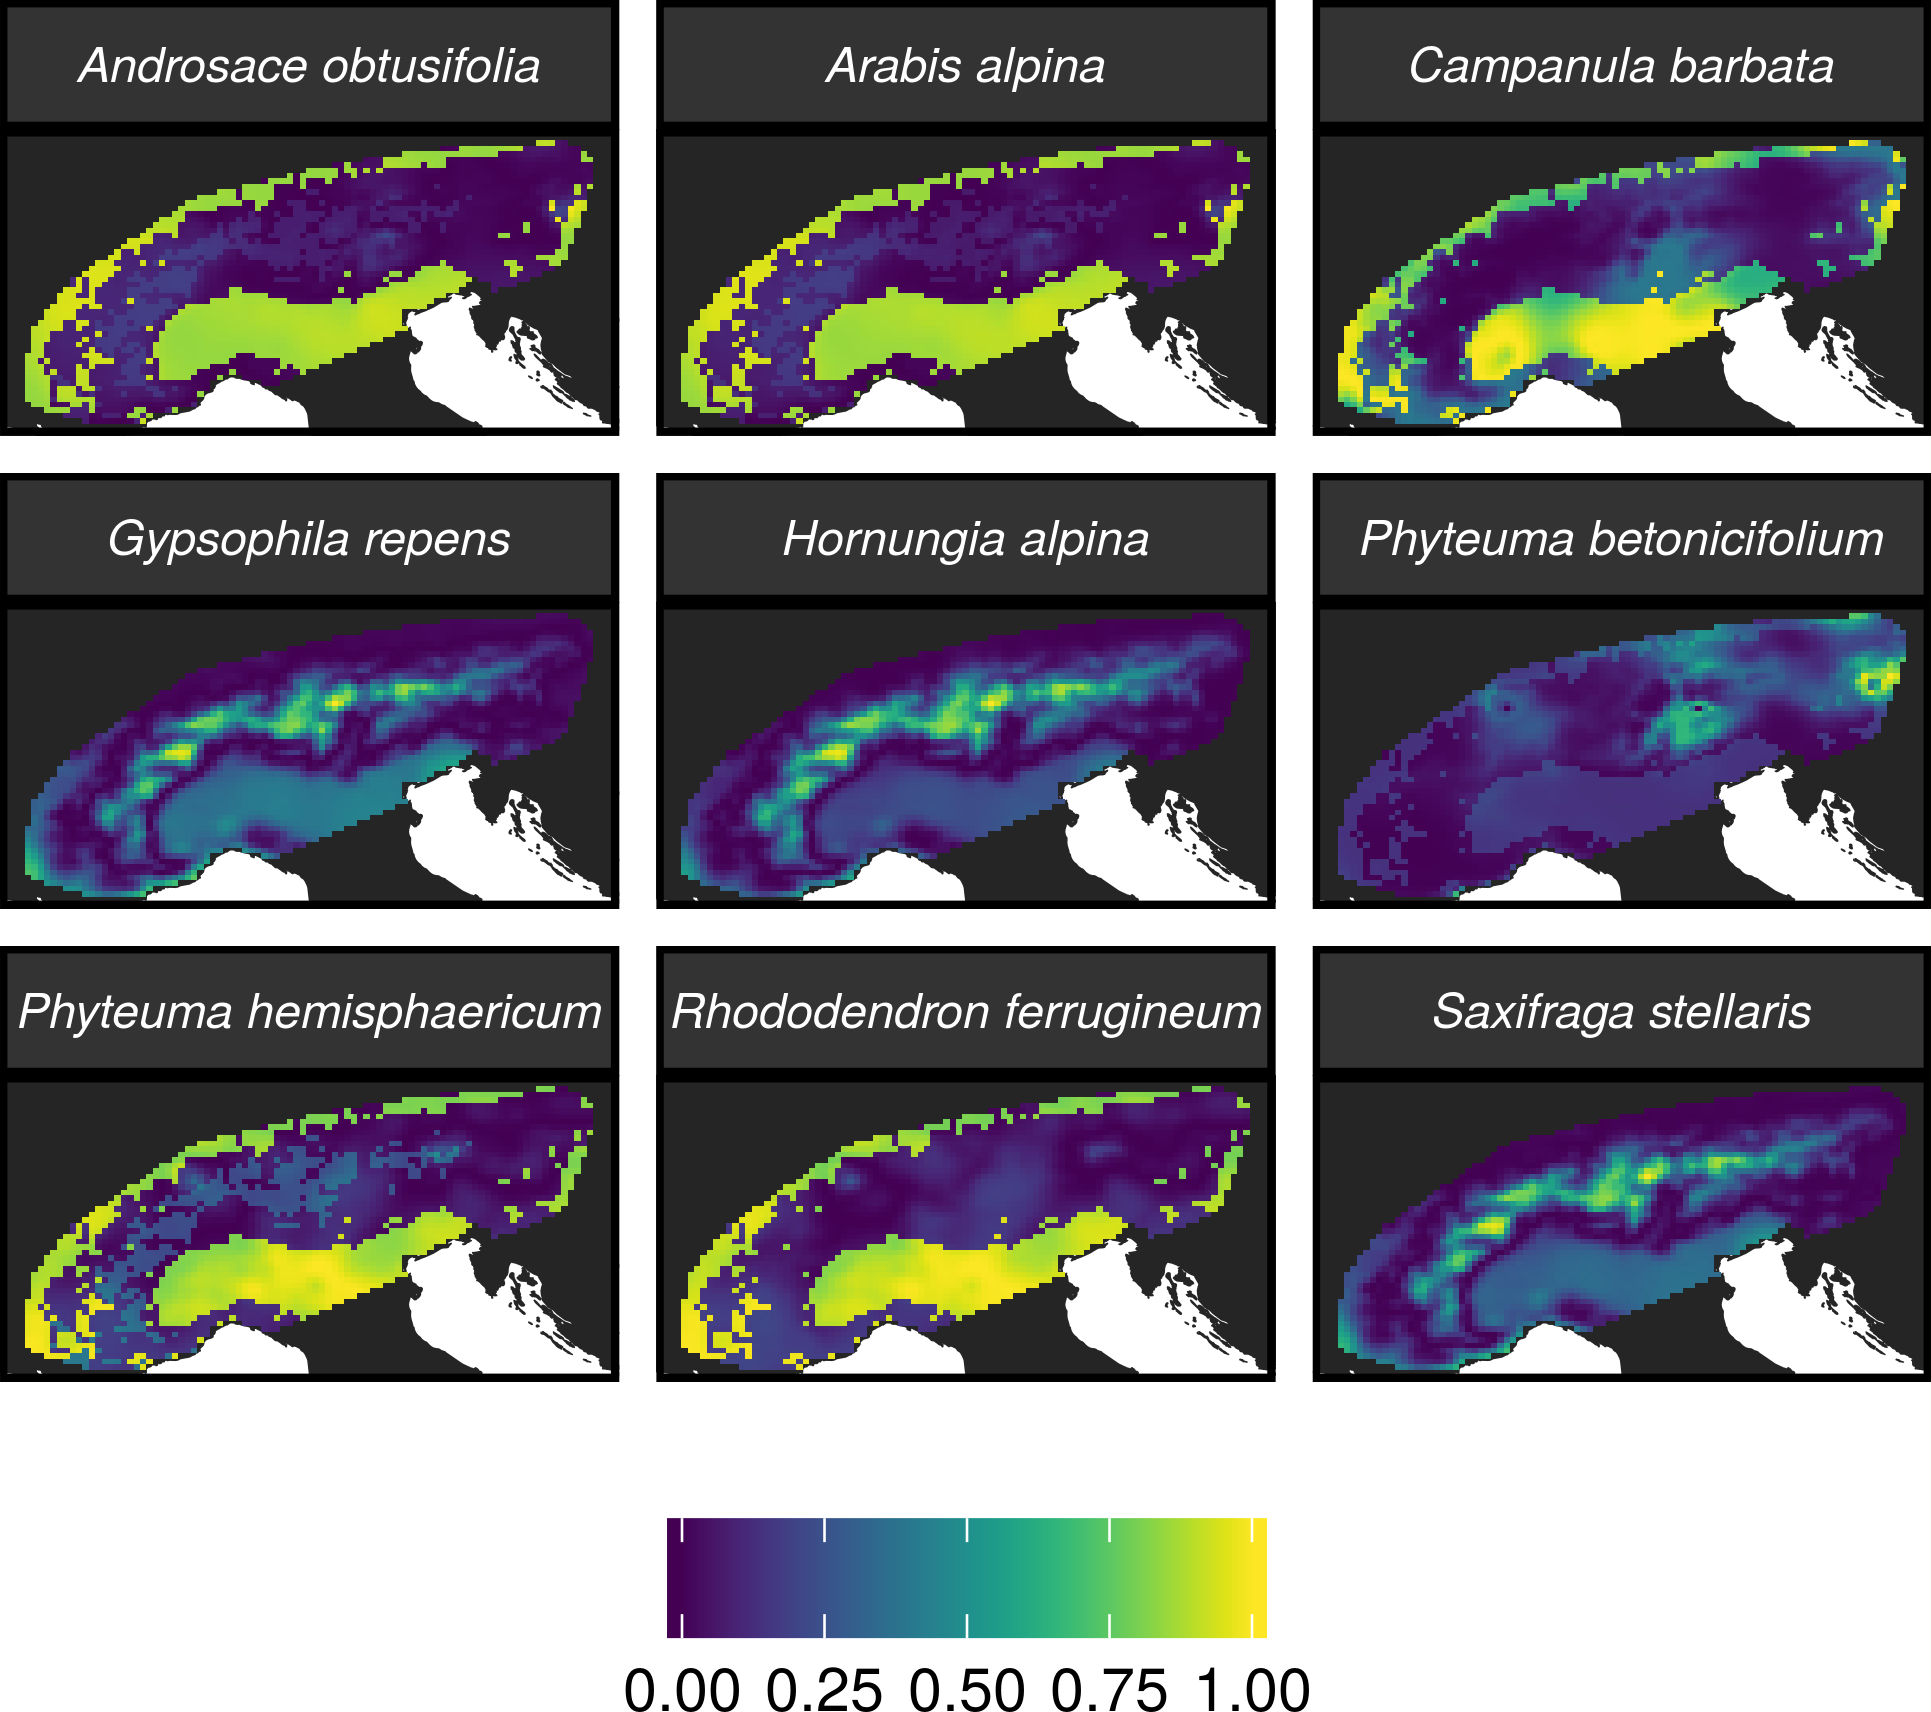 Androsace obtusifolia
Arabis alpina
Campanula barbata
Gypsophila repens
Hornungia alpina
Phyteuma betonicifolium
Phyteuma hemisphaericum
Rhododendron ferrugineum
Saxifraga stellaris
0.00 0.25 0.50 0.75 1.00